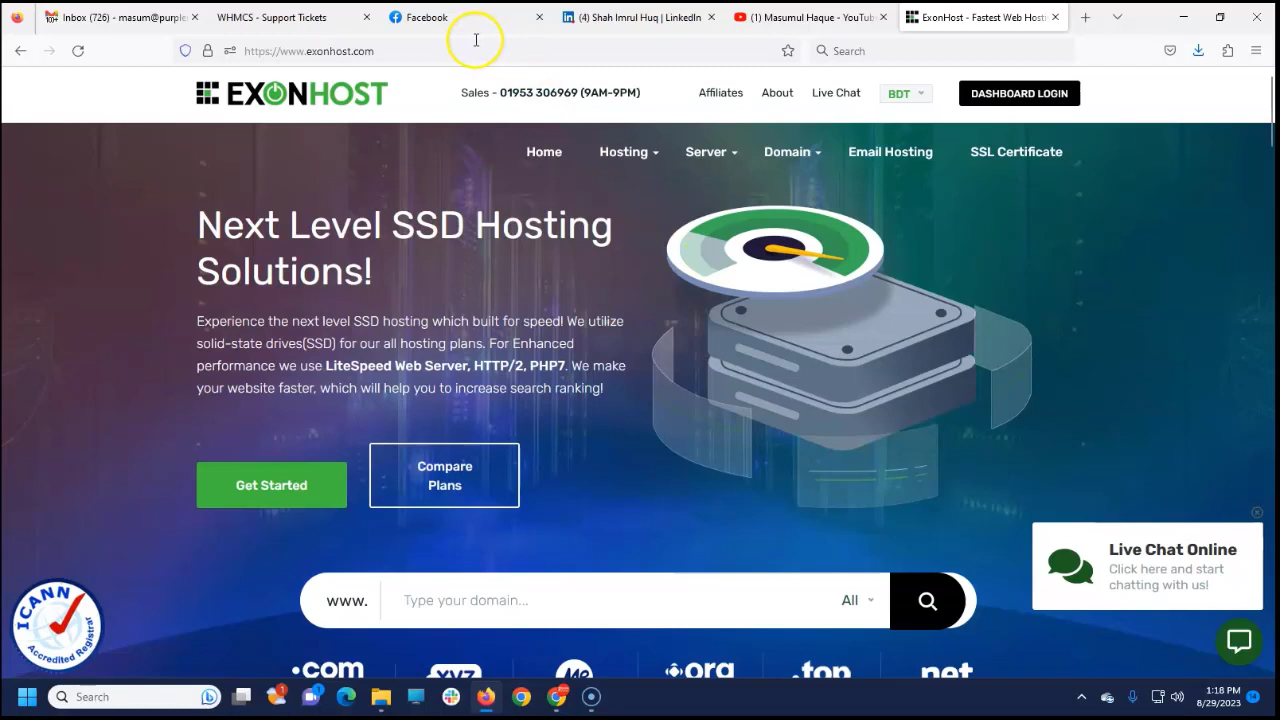 Inbox (726) - masum@purple
WHMCS - Support Tickets
Facebook
(4) Shah Imrul Huq | LinkedIn
(1) Masumul Haque - YouTub
ExonHost - Fastest Web Hosti
https://www.exonhost.com
Search
EXONHOST
Sales - 01953 306969 (9AM-9PM)
Affiliates
About
Live Chat
BDT
DASHBOARD LOGIN
Home
Hosting
Server
Domain
Email Hosting
SSL Certificate
Next Level SSD Hosting
Solutions!
Experience the next level SSD hosting which built for speed! We utilize
solid-state drives(SSD) for our all hosting plans. For Enhanced
performance we use LiteSpeed Web Server, HTTP/2, PHP7. We make
your website faster, which will help you to increase search ranking!
Get Started
Compare
Plans
Live Chat Online
Click here and start
chatting with us!
www.
Type your domain...
All
ICANN
Accredited Registrar
.com
.xyz
.Me
.org
.top
.net
Search
1:18 PM
8/29/2023